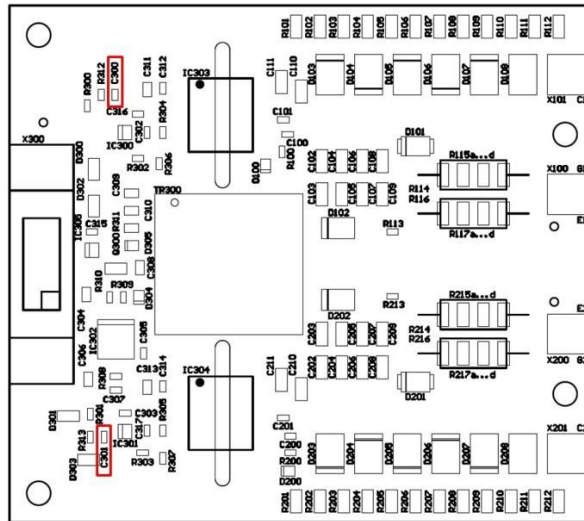 R101 R102 R103 R104 R105 R106 R107 R108 R109 R110 R111 R112
R300 R312 C300 C311 C312 IC303 C111 C110 D103 D104 D105 D106 D107 D108
C316 C302 R304 C101 X101
X300 IC300 C100 D101
D300 R302 R306 D100 R100 C102 C104 C106 C108 R115a...d X100
D302 C309 TR300 C103 C105 C107 C109 R114
IC305 C310 R116
C315 R311 D102 R113 R117a...d
Q300 D305
R310 R309 C308
C304 D304 R213 R215a...d
IC302 C305 D202 R214
C306 C203 C205 C207 C209 R216 X200
R308 C313 C314 IC304 C211 C210 C202 C204 C206 C208 R217a...d
C307 D201
D301 R301 C303 R305 C201
R313 C301 IC301 C317 C200 D203 D204 D205 D206 D207 D208 X201
D303 R303 R307 R200
D200
R201 R202 R203 R204 R205 R206 R207 R208 R209 R210 R211 R212